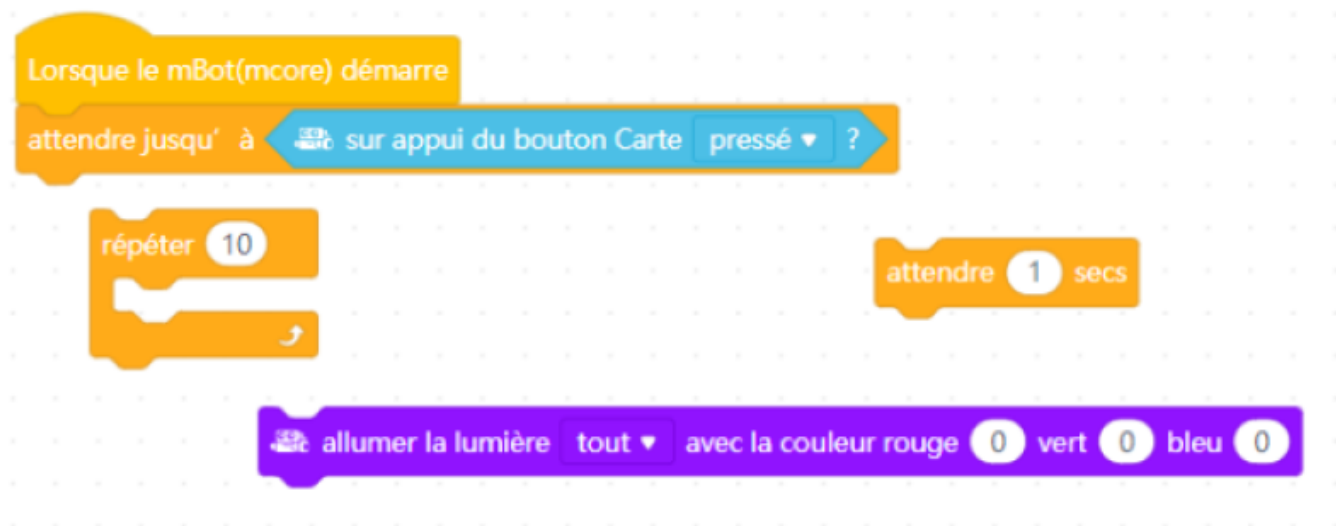 Lorsque le mBot(mcore) démarre
attendre jusqu' à sur appui du bouton Carte pressé ?
répéter 10
attendre 1 secs
allumer la lumière tout avec la couleur rouge 0 vert 0 bleu 0